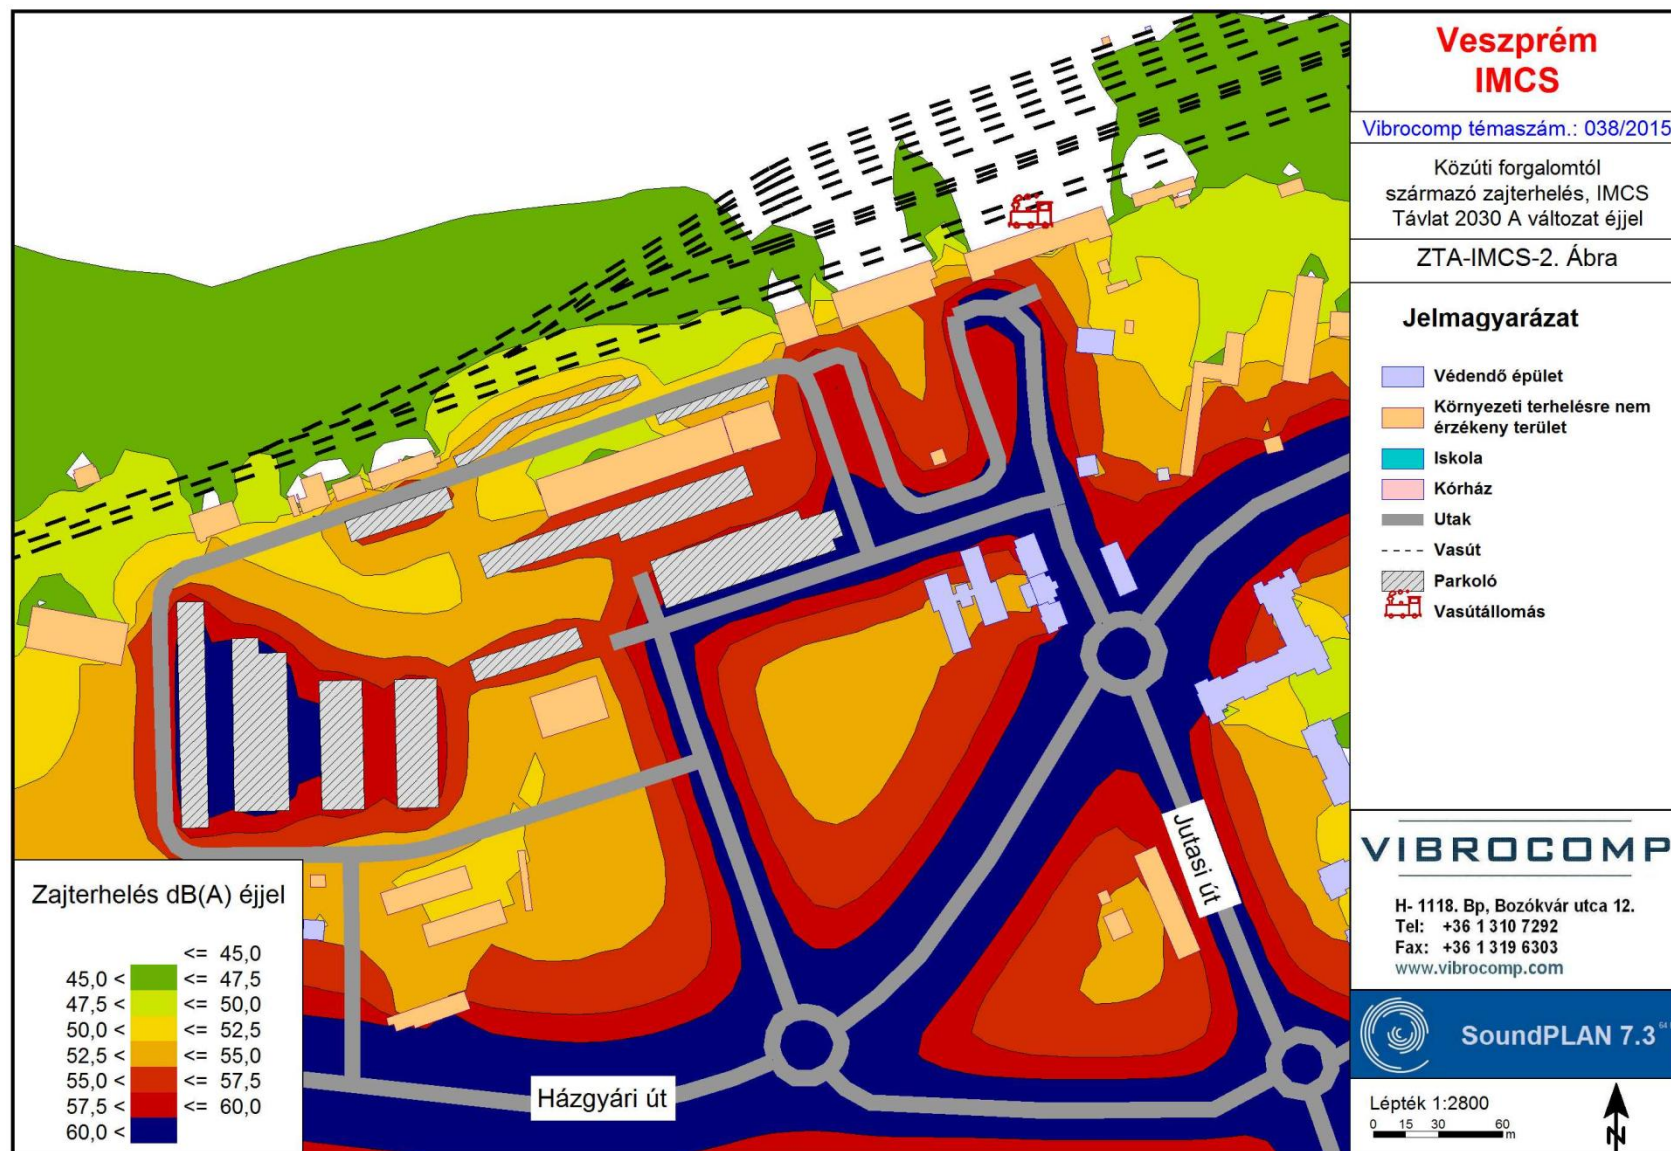 Veszprém
IMCS
Vibrocomp témaszám.: 038/2015
Közúti forgalomtól
származó zajterhelés, IMCS
Távlat 2030 A változat éjjel
ZTA-IMCS-2. Ábra
Jelmagyarázat
Védendő épület
Környezeti terhelésre nem
érzékeny terület
Iskola
Kórház
Utak
Vasút
Parkoló
Vasútállomás
Jutasi út
Házgyári út
Zajterhelés dB(A) éjjel
<= 45,0
45,0 < <= 47,5
47,5 < <= 50,0
50,0 < <= 52,5
52,5 < <= 55,0
55,0 < <= 57,5
57,5 < <= 60,0
60,0 <
VIBROCOMP
H- 1118. Bp, Bozókvár utca 12.
Tel: +36 1 310 7292
Fax: +36 1 319 6303
www.vibrocomp.com
SoundPLAN 7.3
Lépték 1:2800
0 15 30 60
m
N